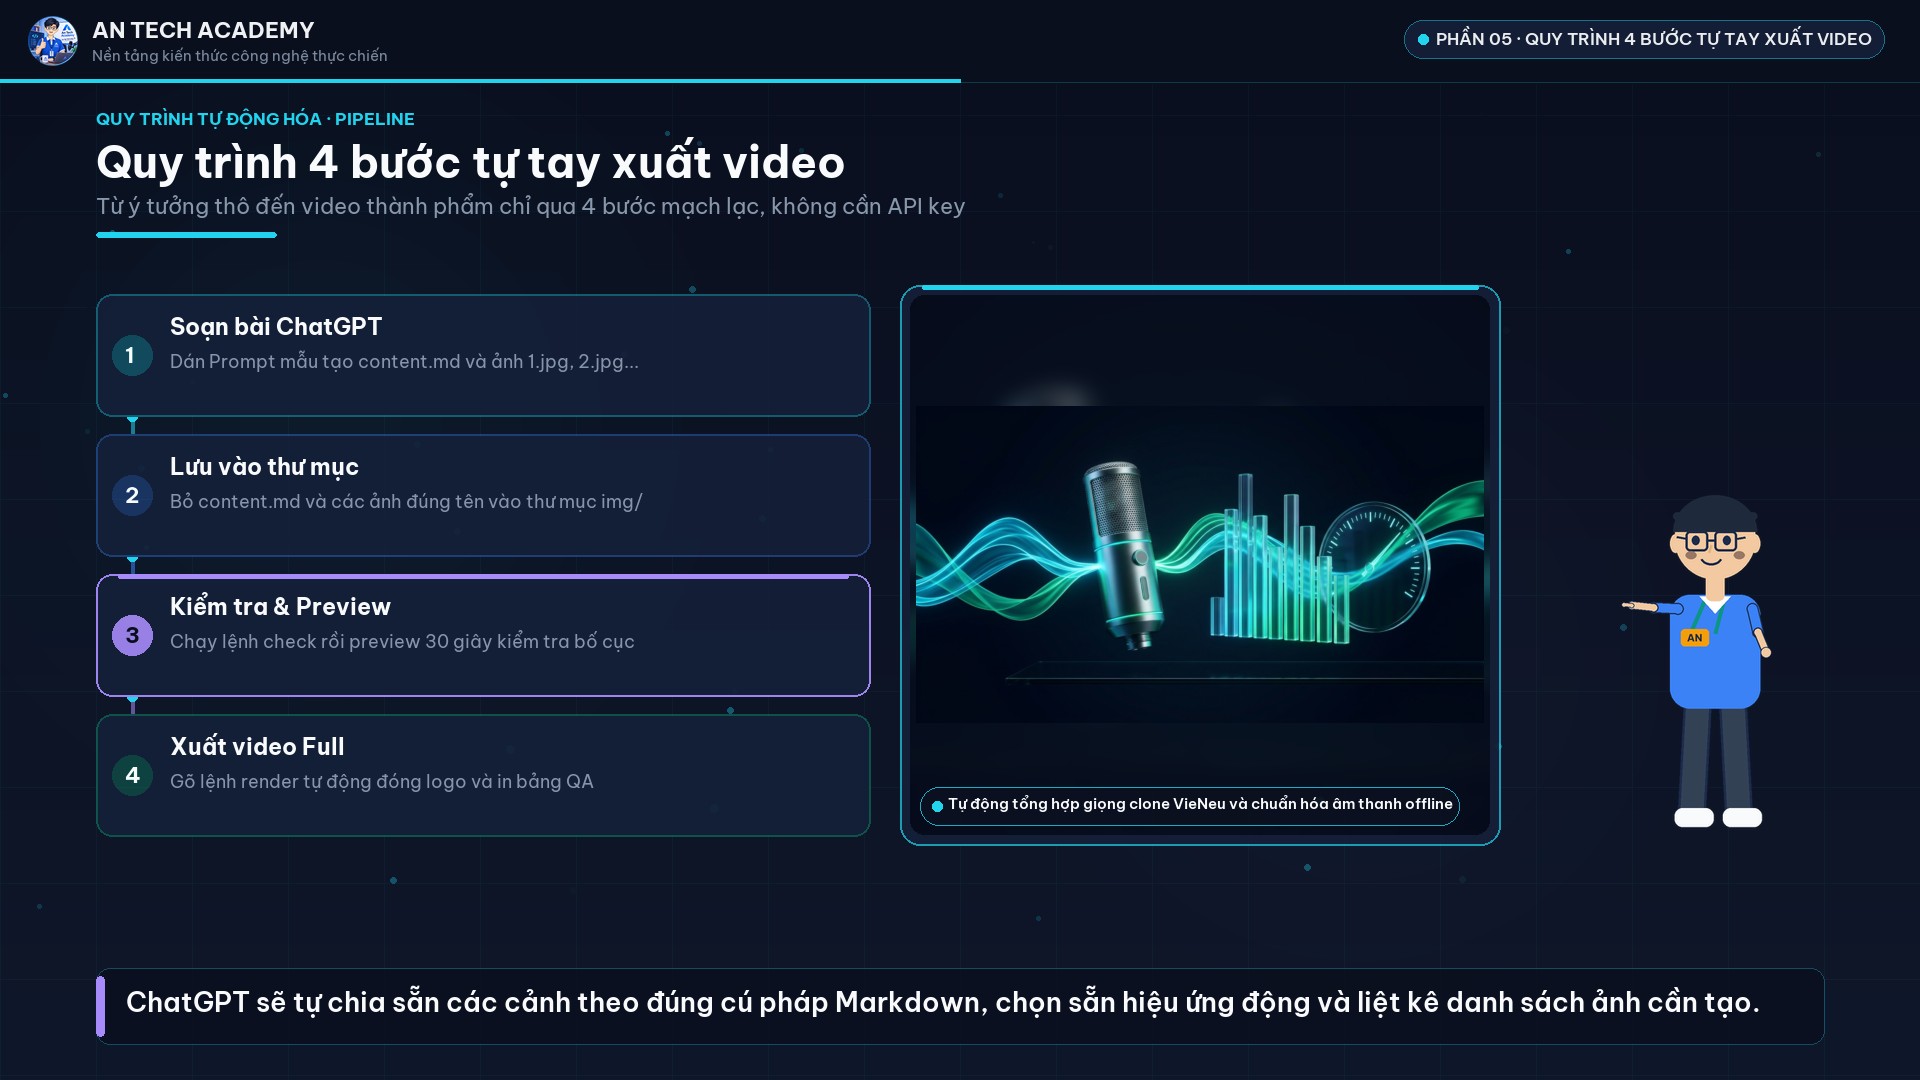 AN TECH ACADEMY
Nền tảng kiến thức công nghệ thực chiến
PHẦN 05 · QUY TRÌNH 4 BƯỚC TỰ TAY XUẤT VIDEO
QUY TRÌNH TỰ ĐỘNG HÓA · PIPELINE
Quy trình 4 bước tự tay xuất video
Từ ý tưởng thô đến video thành phẩm chỉ qua 4 bước mạch lạc, không cần API key
1
Soạn bài ChatGPT
Dán Prompt mẫu tạo content.md và ảnh 1.jpg, 2.jpg...
2
Lưu vào thư mục
Bỏ content.md và các ảnh đúng tên vào thư mục img/
3
Kiểm tra & Preview
Chạy lệnh check rồi preview 30 giây kiểm tra bố cục
4
Xuất video Full
Gõ lệnh render tự động đóng logo và in bảng QA
Tự động tổng hợp giọng clone VieNeu và chuẩn hóa âm thanh offline
AN
ChatGPT sẽ tự chia sẵn các cảnh theo đúng cú pháp Markdown, chọn sẵn hiệu ứng động và liệt kê danh sách ảnh cần tạo.